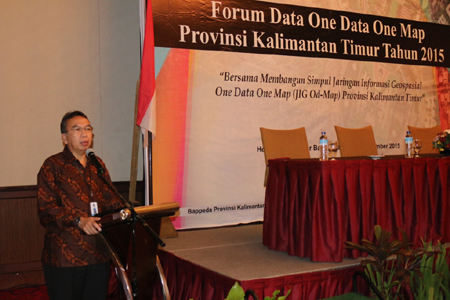 Forum Data One Data One Map
Provinsi Kalimantan Timur Tahun 2015
"Bersama Membangun Simpul Jaringan Informasi Geospasial
One Data One Map (JIG Od-Map) Provinsi Kalimantan Timur"
2015
Bappeda Provinsi Kalimantan